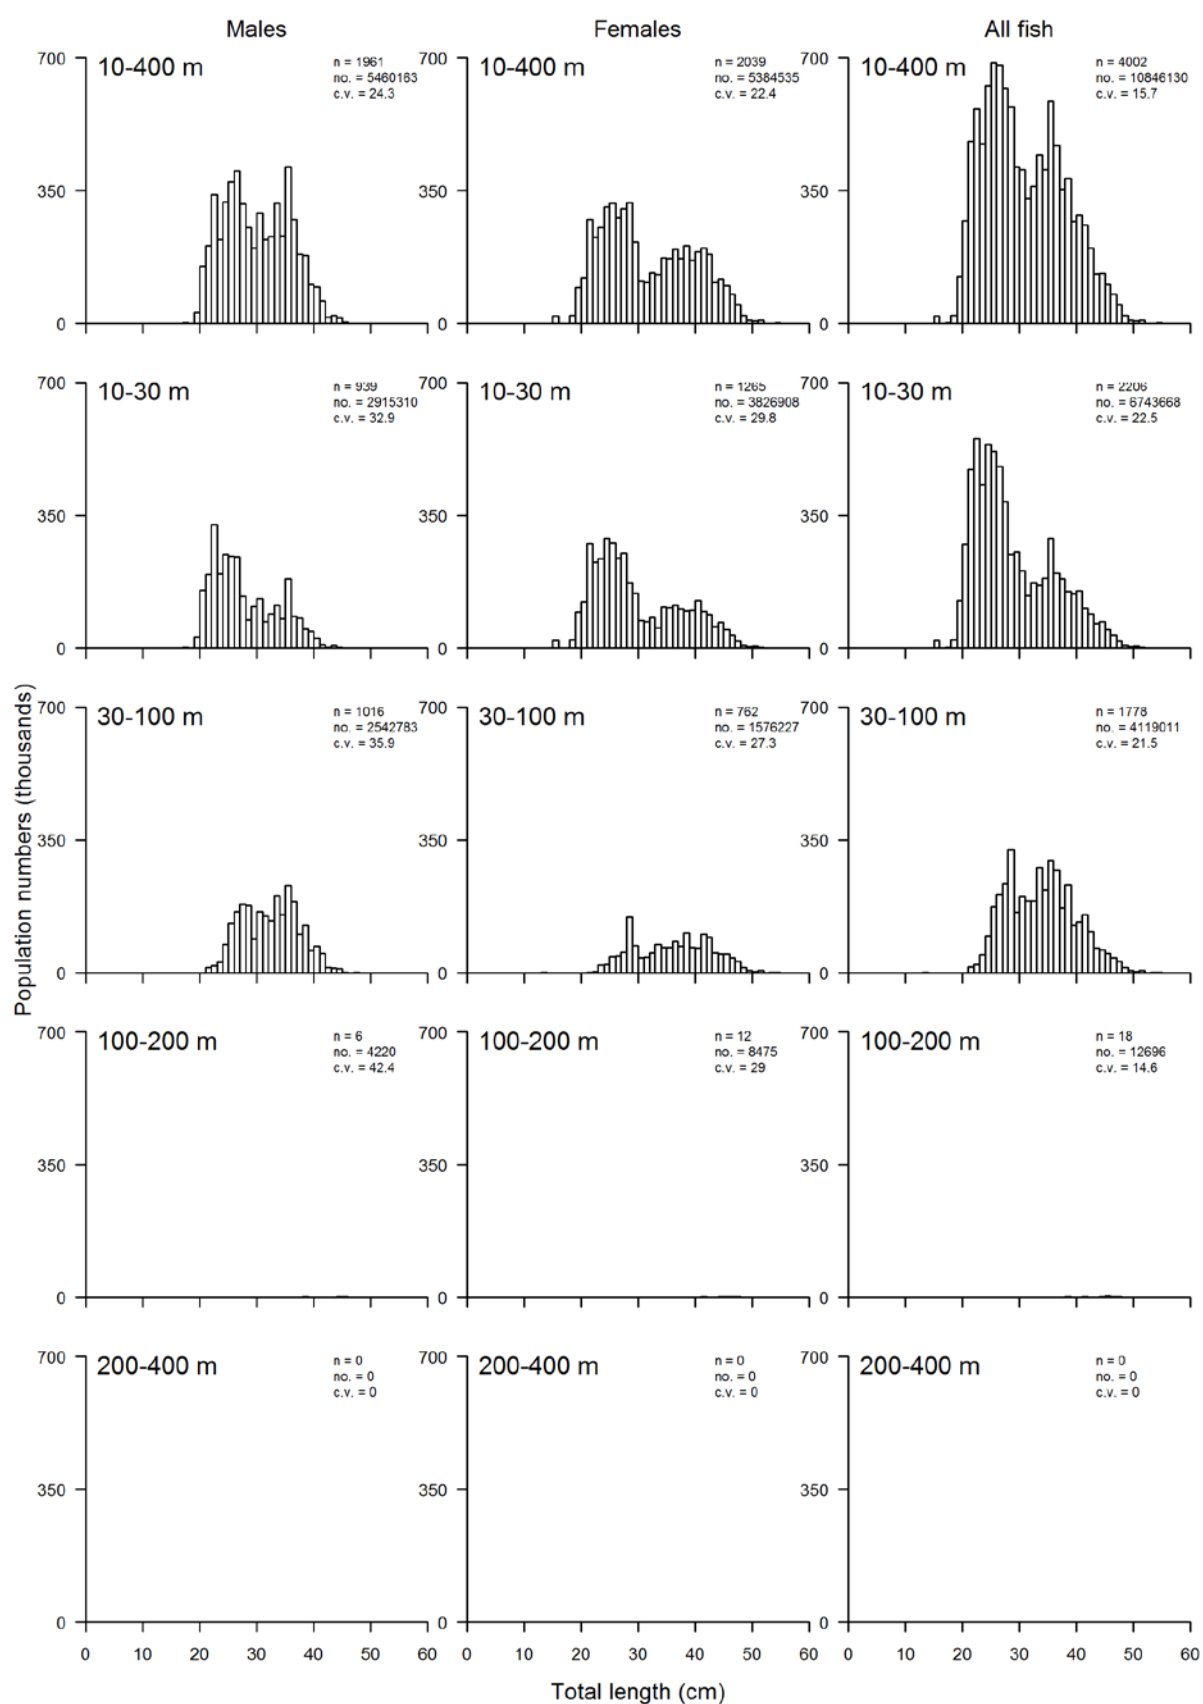 Males
Females
All fish
10-400 m
n = 1961
no. = 5460163
c.v. = 24.3
10-400 m
n = 2039
no. = 5384535
c.v. = 22.4
10-400 m
n = 4002
no. = 10846130
c.v. = 15.7
700
350
0
700
350
0
700
350
0
10-30 m
n = 939
no. = 2915310
c.v. = 32.9
10-30 m
n = 1265
no. = 3826908
c.v. = 29.8
10-30 m
n = 2206
no. = 6743668
c.v. = 22.5
700
350
0
700
350
0
700
350
0
30-100 m
n = 1016
no. = 2542783
c.v. = 35.9
30-100 m
n = 762
no. = 1576227
c.v. = 27.3
30-100 m
n = 1778
no. = 4119011
c.v. = 21.5
700
350
0
700
350
0
700
350
0
Population numbers (thousands)
100-200 m
n = 6
no. = 4220
c.v. = 42.4
100-200 m
n = 12
no. = 8475
c.v. = 29
100-200 m
n = 18
no. = 12696
c.v. = 14.6
700
350
0
700
350
0
700
350
0
200-400 m
n = 0
no. = 0
c.v. = 0
200-400 m
n = 0
no. = 0
c.v. = 0
200-400 m
n = 0
no. = 0
c.v. = 0
700
350
0
700
350
0
700
350
0
0 10 20 30 40 50 60
0 10 20 30 40 50 60
0 10 20 30 40 50 60
Total length (cm)